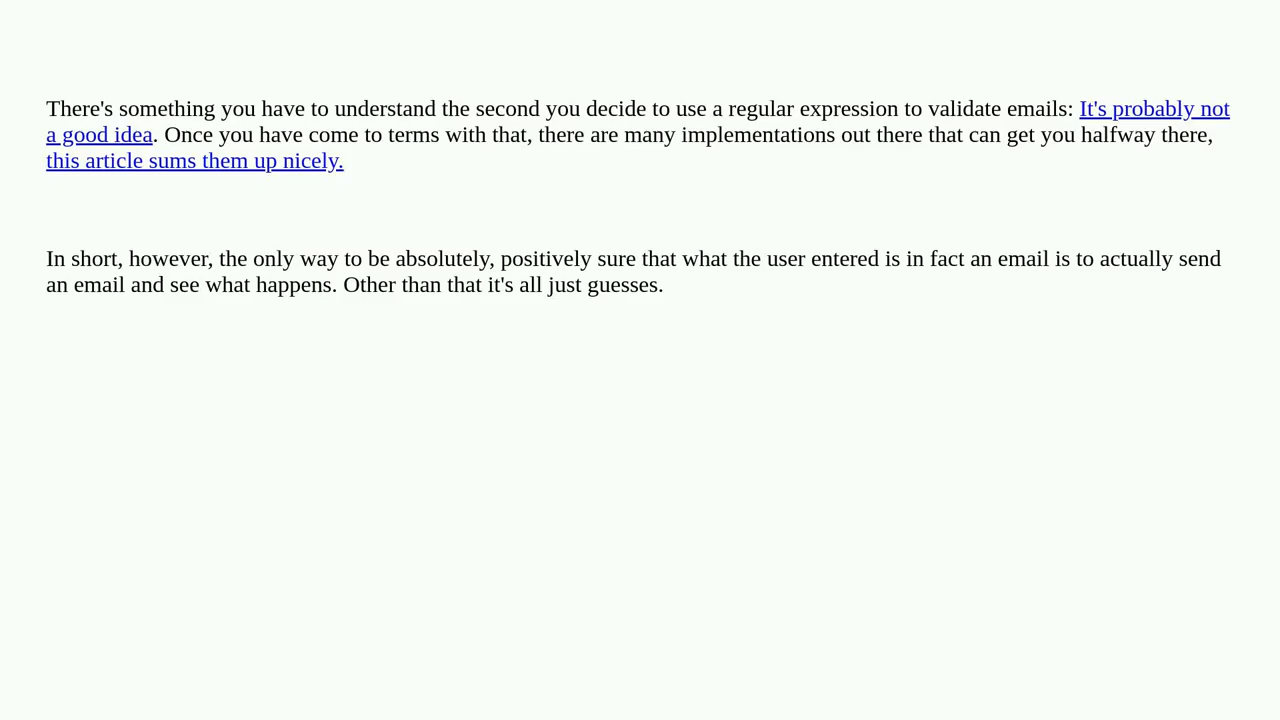 There's something you have to understand the second you decide to use a regular expression to validate emails: It's probably not
a good idea. Once you have come to terms with that, there are many implementations out there that can get you halfway there,
this article sums them up nicely.
In short, however, the only way to be absolutely, positively sure that what the user entered is in fact an email is to actually send
an email and see what happens. Other than that it's all just guesses.